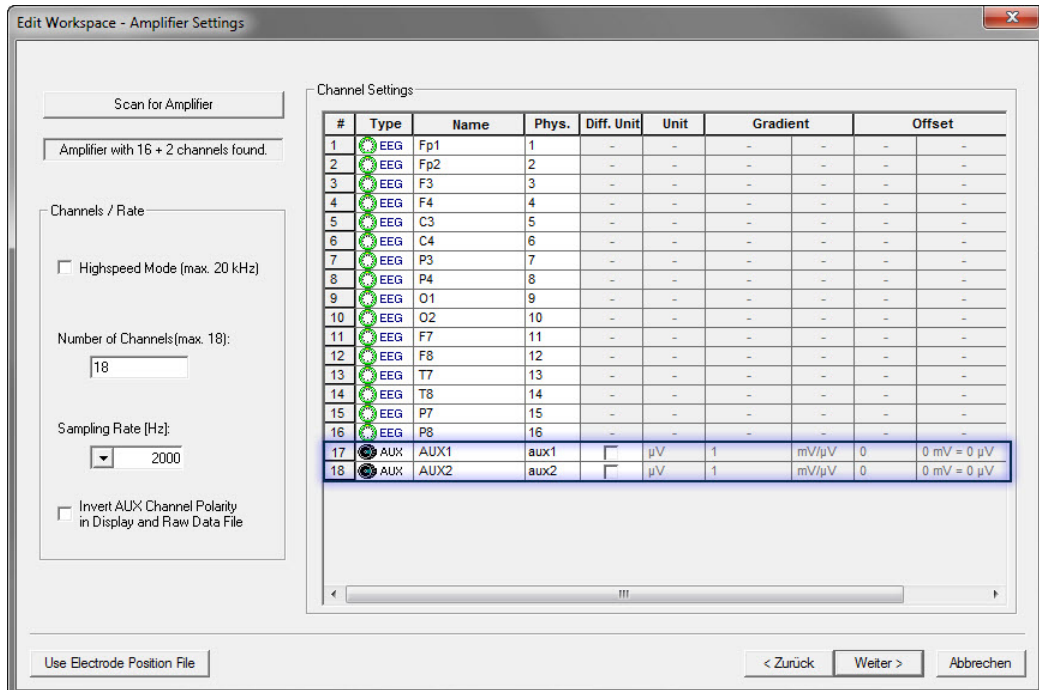 Edit Workspace - Amplifier Settings
x
Scan for Amplifier
Amplifier with 16 + 2 channels found.
Channels / Rate
Highspeed Mode (max. 20 kHz)
Number of Channels(max. 18):
18
Sampling Rate [Hz]:
2000
Invert AUX Channel Polarity
in Display and Raw Data File
Channel Settings
# Type Name Phys. Diff. Unit Unit Gradient Offset
1 EEG Fp1 1 - - - - - -
2 EEG Fp2 2 - - - - - -
3 EEG F3 3 - - - - - -
4 EEG F4 4 - - - - - -
5 EEG C3 5 - - - - - -
6 EEG C4 6 - - - - - -
7 EEG P3 7 - - - - - -
8 EEG P4 8 - - - - - -
9 EEG O1 9 - - - - - -
10 EEG O2 10 - - - - - -
11 EEG F7 11 - - - - - -
12 EEG F8 12 - - - - - -
13 EEG T7 13 - - - - - -
14 EEG T8 14 - - - - - -
15 EEG P7 15 - - - - - -
16 EEG P8 16 - - - - - -
17 AUX AUX1 aux1 µV 1 mV/µV 0 0 mV = 0 µV
18 AUX AUX2 aux2 µV 1 mV/µV 0 0 mV = 0 µV
Use Electrode Position File
< Zurück
Weiter >
Abbrechen